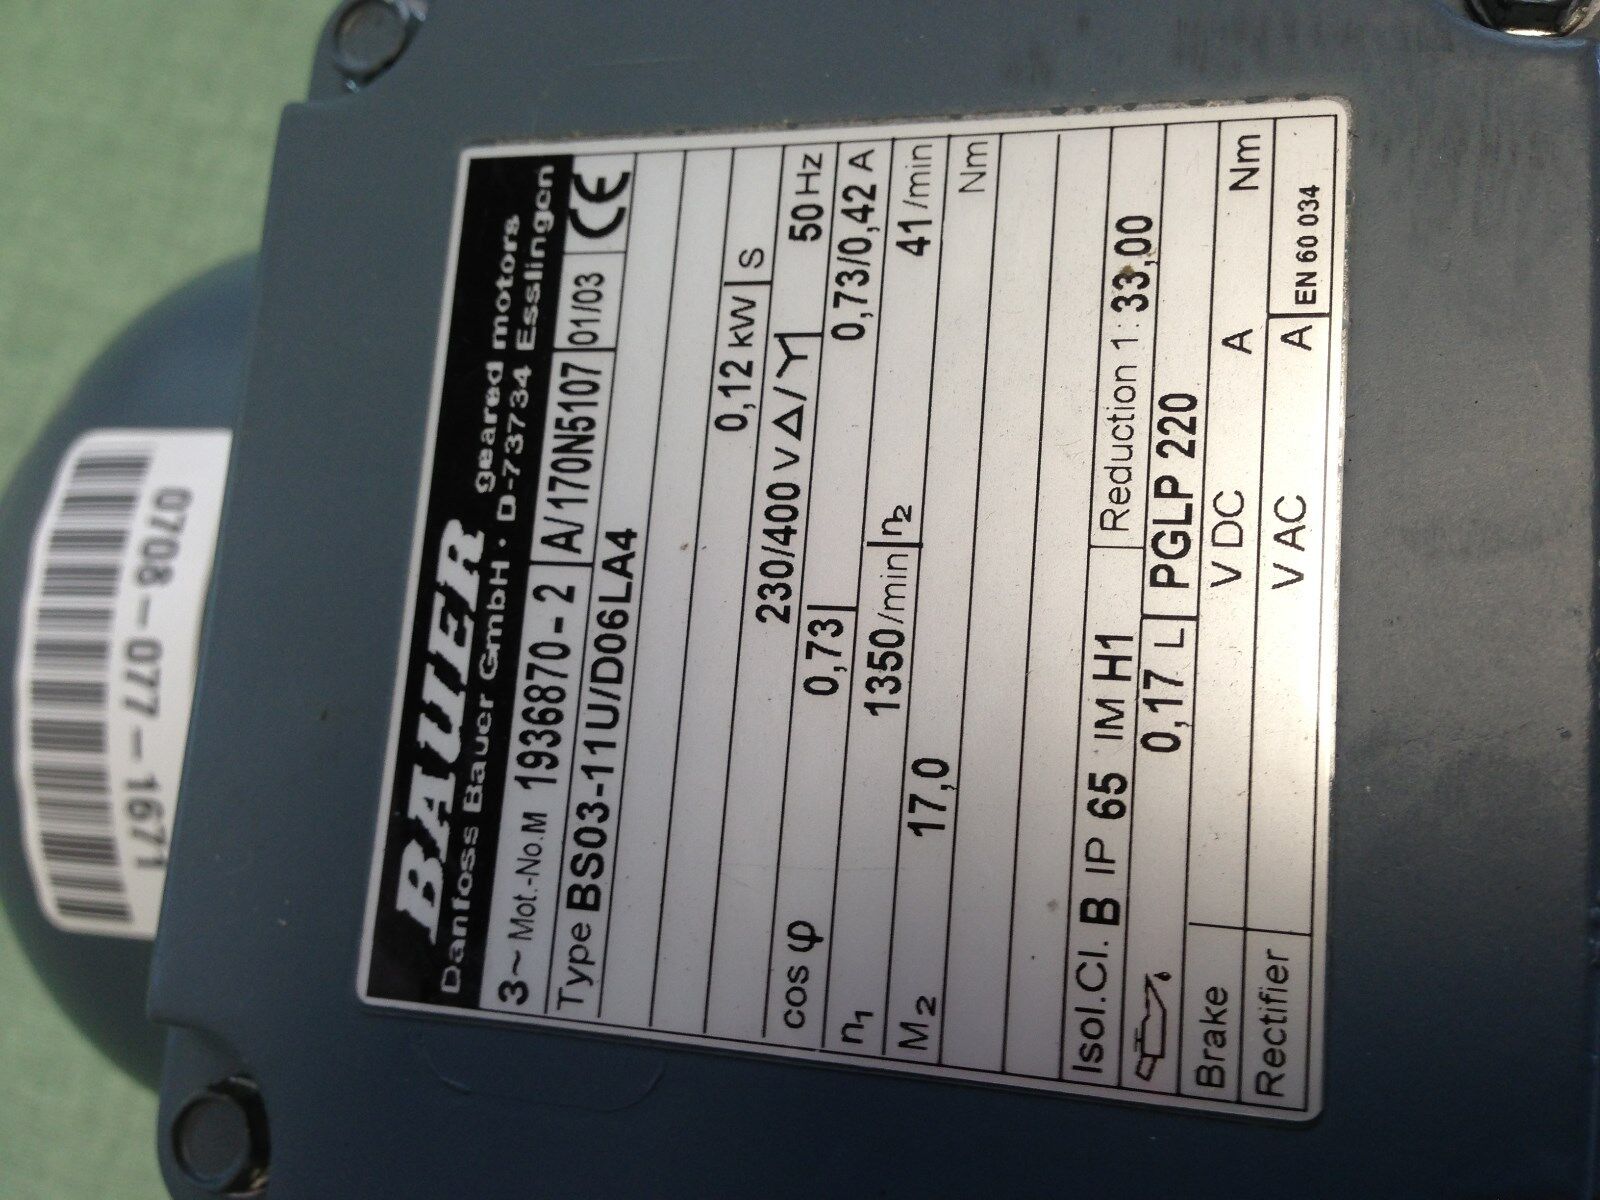 0708-077-1671
BAUER geared motors
Danfoss Bauer GmbH · D-73734 Esslingen
3~ Mot.-No.M 1936870-2 A/170N5107 01/03 CE
Type BS03-11U/D06LA4
0,12 kW S
230/400 V Δ/Y 50 Hz
cos φ 0,73 0,73/0,42 A
n1 1350/min n2 41/min
M2 17,0 Nm
Isol.Cl. B IP 65 IM H1 Reduction 1: 33,00
0,17 L PGLP 220
Brake V DC A Nm
Rectifier V AC A EN 60 034